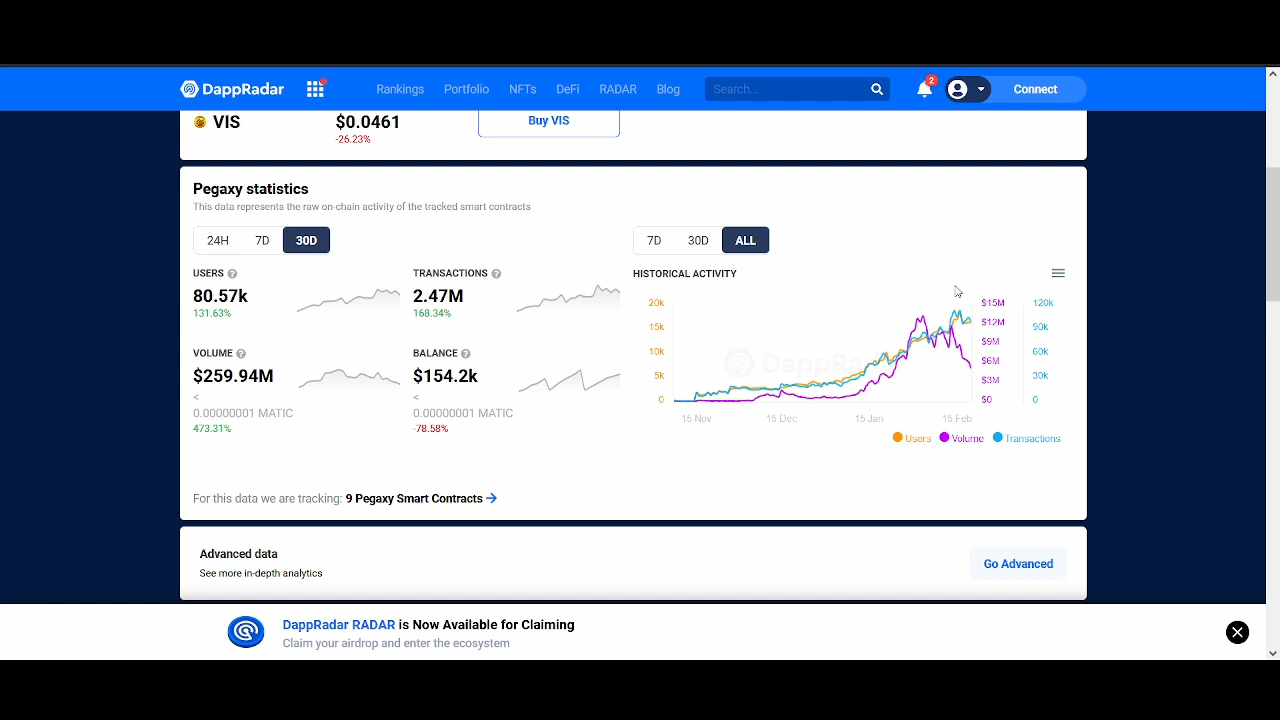 DappRadar
Rankings Portfolio NFTs DeFi RADAR Blog Search... 2 Connect
VIS $0.0461 Buy VIS
-26.23%
Pegaxy statistics
This data represents the raw on-chain activity of the tracked smart contracts
24H 7D 30D 7D 30D ALL
USERS ? TRANSACTIONS ? HISTORICAL ACTIVITY
80.57k 2.47M
131.63% 168.34%
VOLUME ? BALANCE ?
$259.94M $154.2k
< <
0.00000001 MATIC 0.00000001 MATIC
473.31% -78.58%
20k $15M 120k
15k $12M 90k
$9M
10k $6M 60k
5k $3M 30k
0 $0 0
DappRa
15 Nov 15 Dec 15 Jan 15 Feb
Users Volume Transactions
For this data we are tracking: 9 Pegaxy Smart Contracts →
Advanced data
See more in-depth analytics
Go Advanced
DappRadar RADAR is Now Available for Claiming
Claim your airdrop and enter the ecosystem